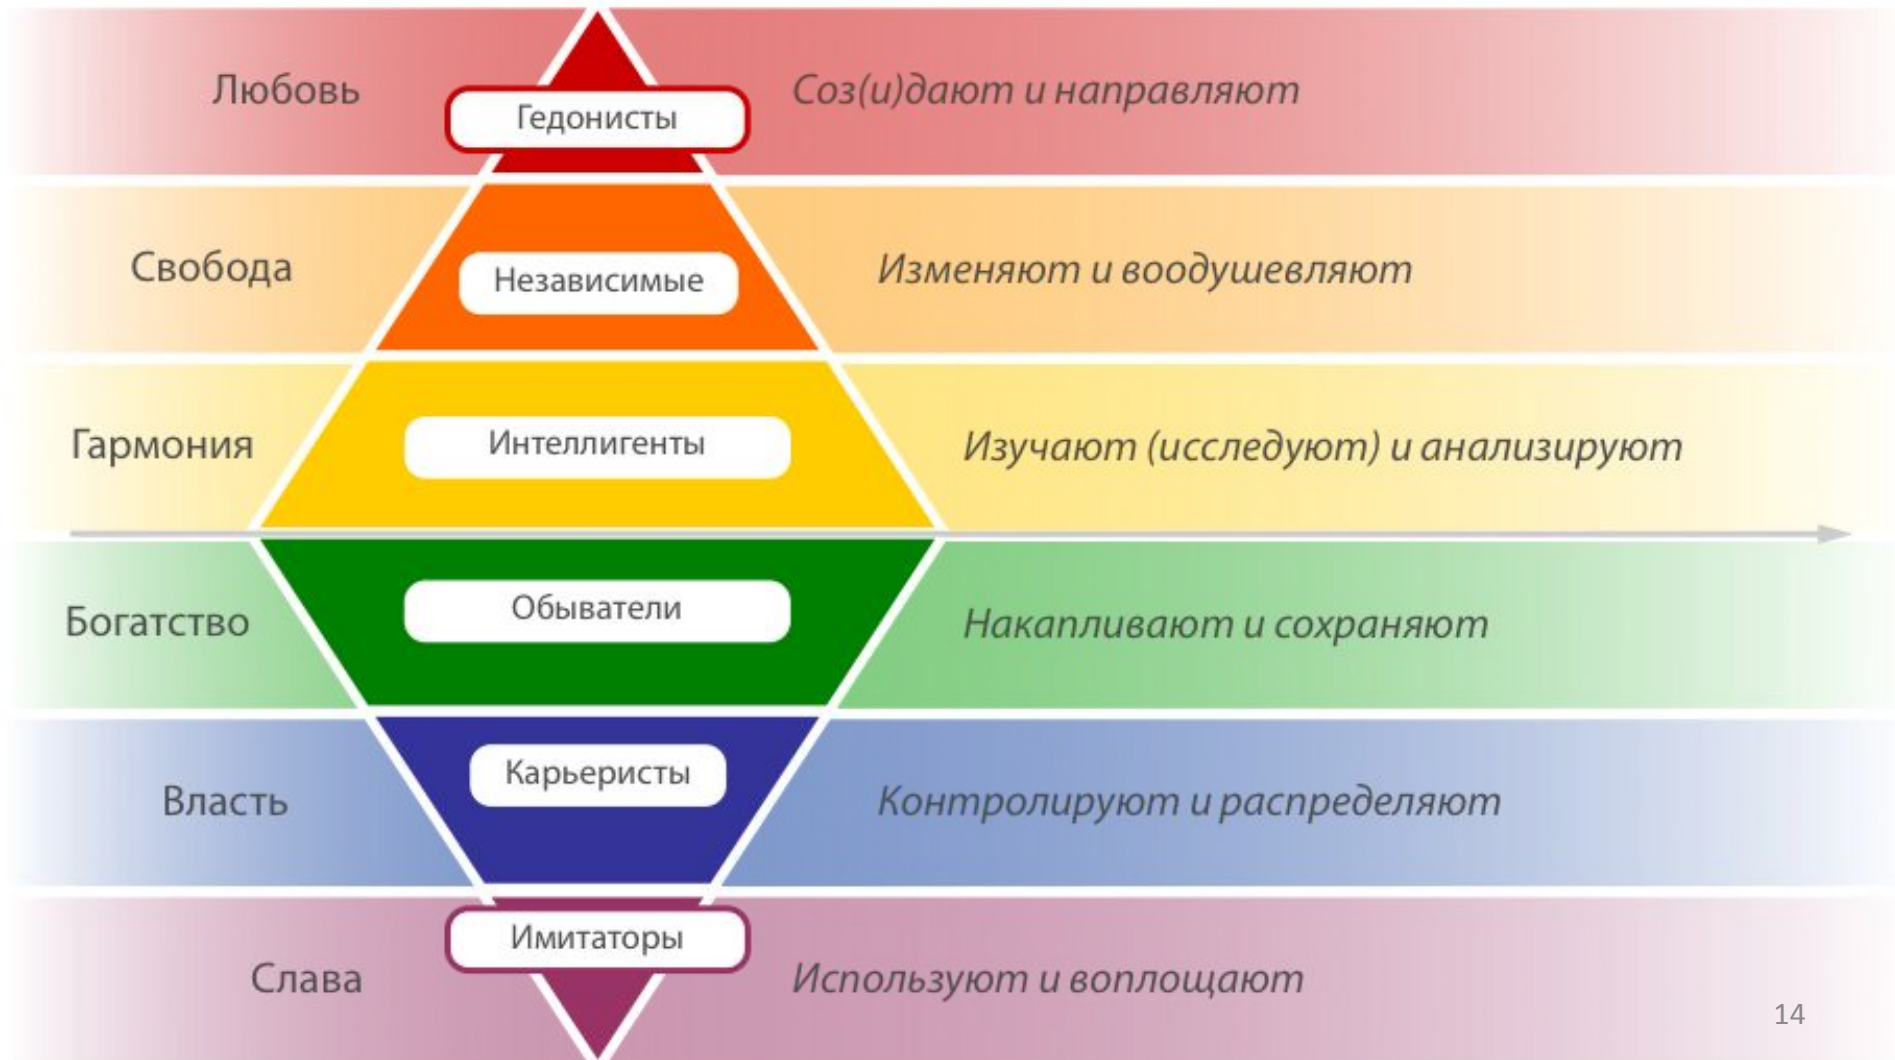 Любовь
Гедонисты
Соз(и)дают и направляют
Свобода
Независимые
Изменяют и воодушевляют
Гармония
Интеллигенты
Изучают (исследуют) и анализируют
Богатство
Обыватели
Накапливают и сохраняют
Власть
Карьеристы
Контролируют и распределяют
Слава
Имитаторы
Используют и воплощают
14